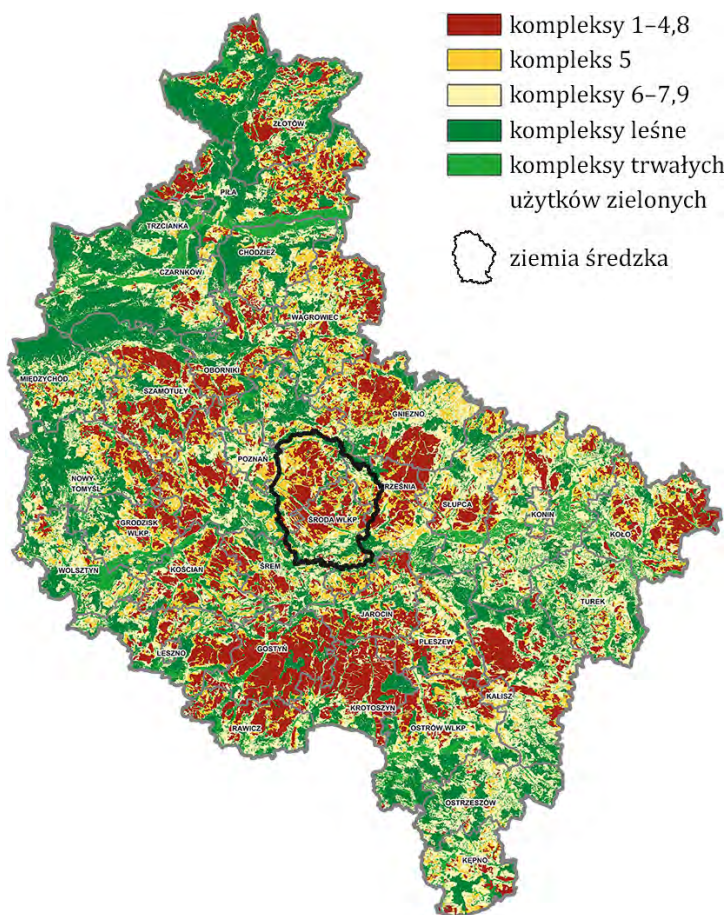 kompleksy 1–4,8
kompleks 5
kompleksy 6–7,9
kompleksy leśne
kompleksy trwałych
użytków zielonych
ziemia średzka
ZŁOTÓW
PIŁA
TRZCIANKA
CHODZIEŻ
CZARNKÓW
WĄGROWIEC
MIĘDZYCHÓD
OBORNIKI
SZAMOTUŁY
GNIEZNO
POZNAŃ
NOWY
TOMYŚL
RZEŚNIA
SŁUPCA
KONIN
GRODZISK
WLKP
ŚRODA WLKP
KOŁO
WOLSZTYN
KOŚCIAN
ŚREM
TUREK
JAROCIN
PLESZEW
LESZNO
GOSTYŃ
KALISZ
KROTOSZYN
RAWICZ
OSTRÓW WLKP
OSTRZESZÓW
KĘPNO